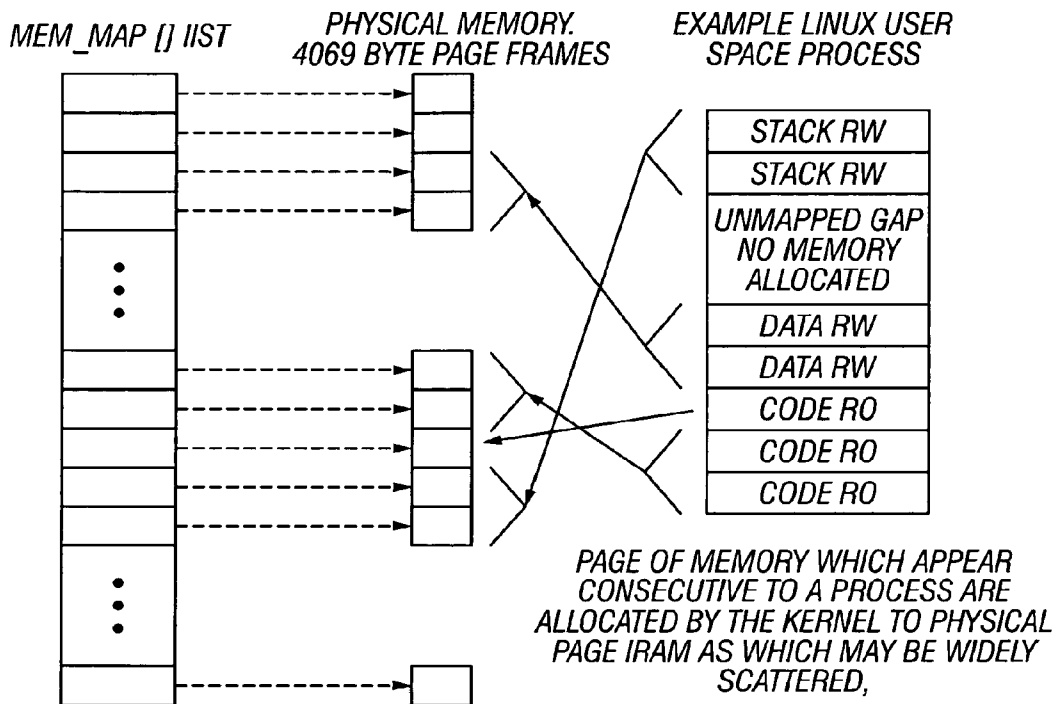 MEM_MAP [] IIST
PHYSICAL MEMORY.
4069 BYTE PAGE FRAMES
EXAMPLE LINUX USER
SPACE PROCESS
STACK RW
STACK RW
UNMAPPED GAP
NO MEMORY
ALLOCATED
DATA RW
DATA RW
CODE RO
CODE RO
CODE RO
PAGE OF MEMORY WHICH APPEAR
CONSECUTIVE TO A PROCESS ARE
ALLOCATED BY THE KERNEL TO PHYSICAL
PAGE IRAM AS WHICH MAY BE WIDELY
SCATTERED,